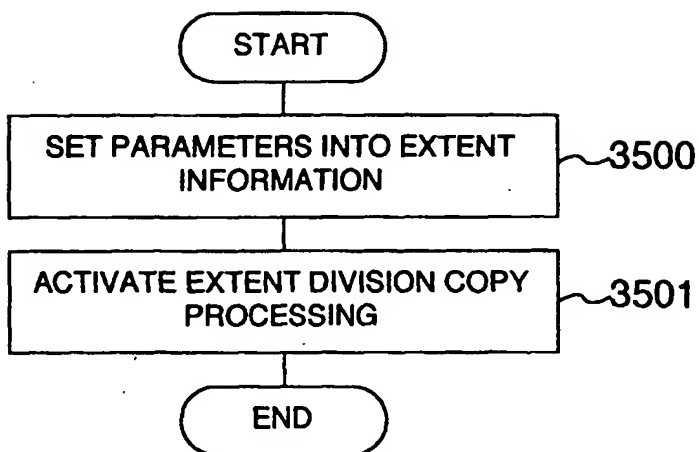 START
SET PARAMETERS INTO EXTENT
INFORMATION
3500
ACTIVATE EXTENT DIVISION COPY
PROCESSING
3501
END